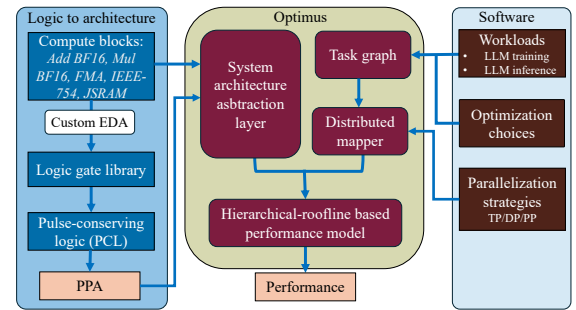 Logic to architecture
Compute blocks:
Add BF16, Mul
BF16, FMA, IEEE-
754, JSRAM
Custom EDA
Logic gate library
Pulse-conserving
logic (PCL)
PPA
Optimus
System
architecture
asbtraction
layer
Task graph
Distributed
mapper
Hierarchical-roofline based
performance model
Performance
Software
Workloads
• LLM training
• LLM inference
Optimization
choices
Parallelization
strategies
TP/DP/PP